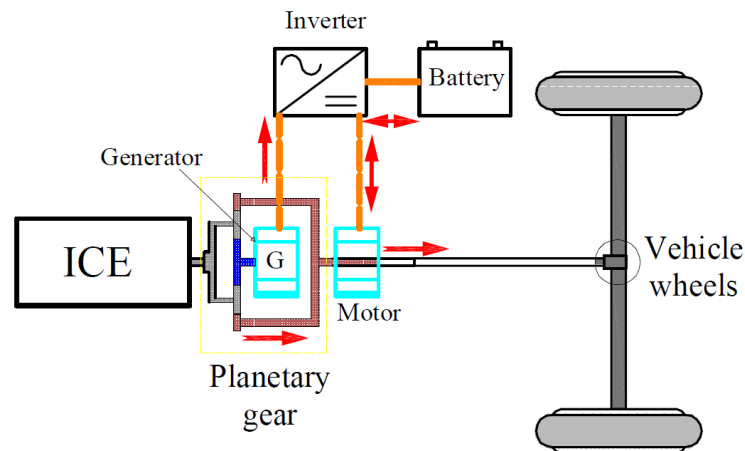 Inverter
Battery
Generator
ICE
G
Vehicle
wheels
Motor
Planetary
gear